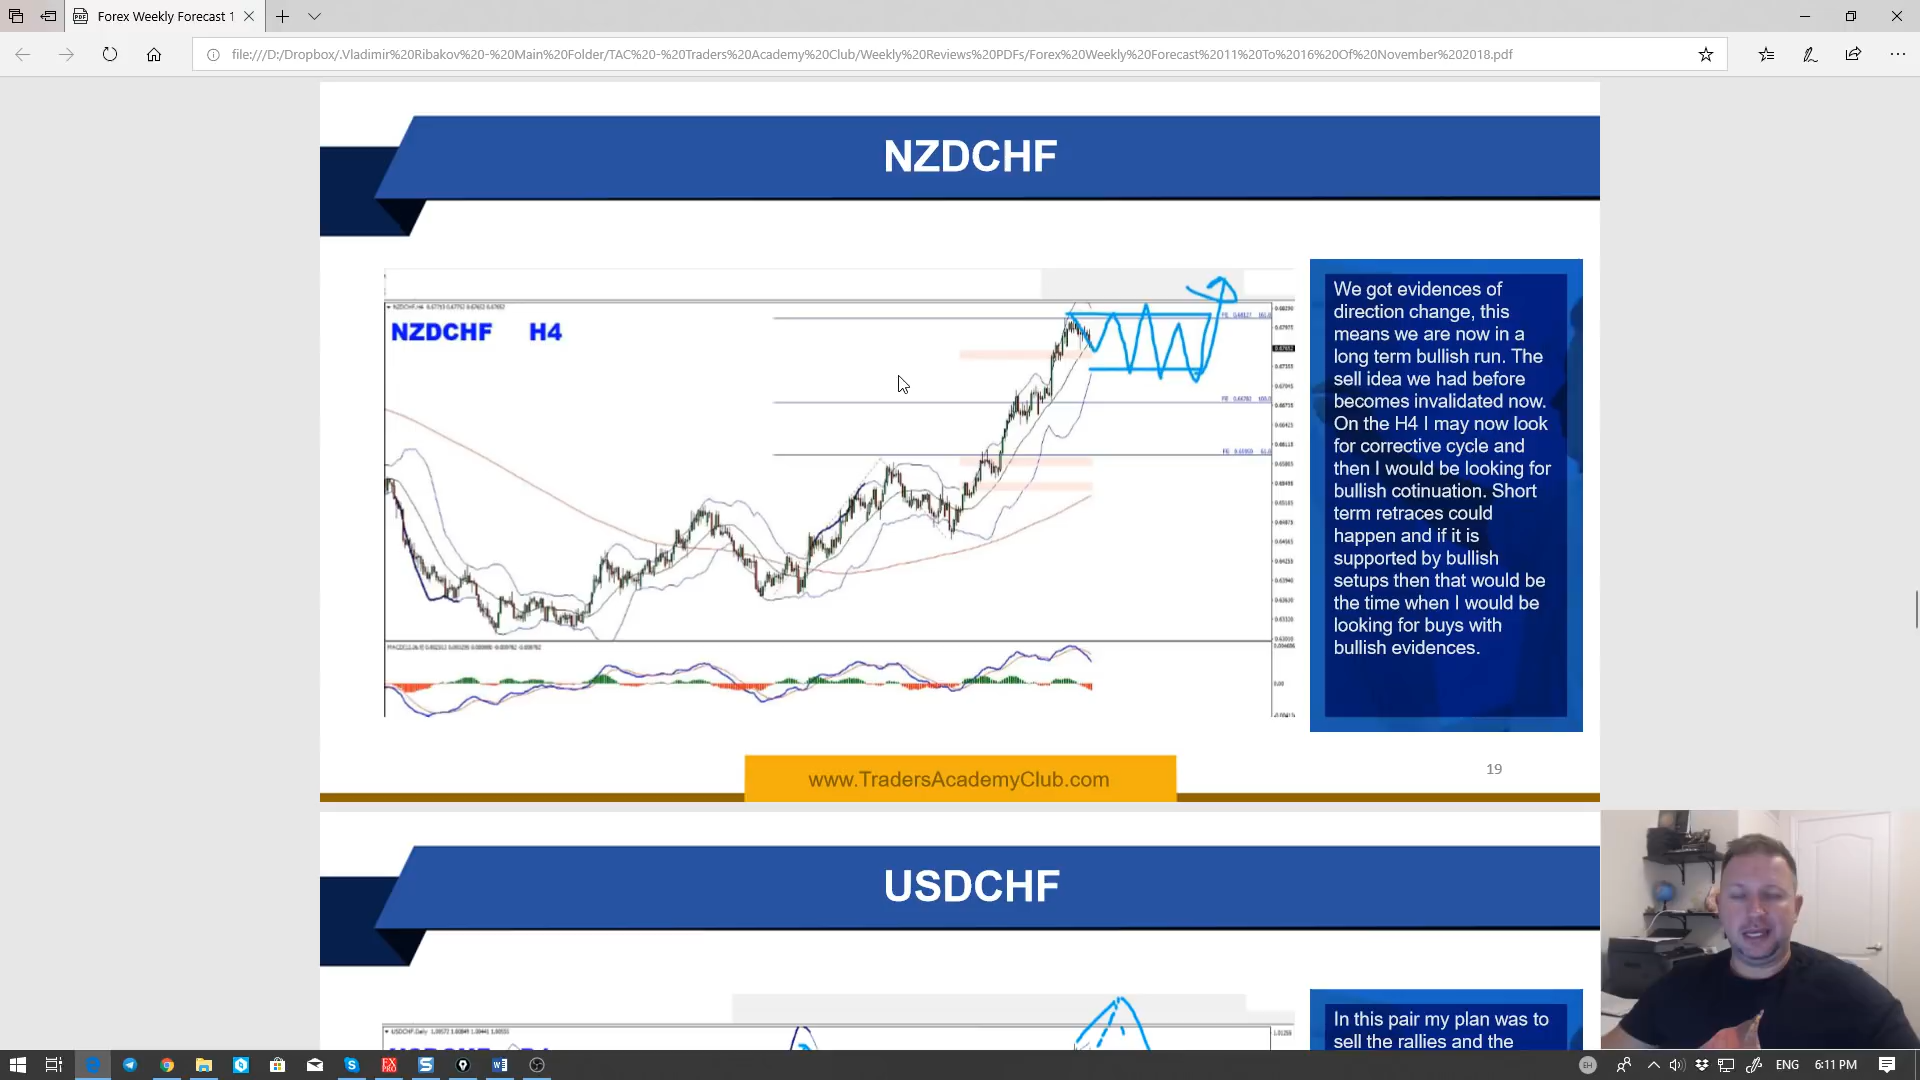 Forex Weekly Forecast 1
file:///D:/Dropbox/.Vladimir%20Ribakov%20-%20Main%20Folder/TAC%20-%20Traders%20Academy%20Club/Weekly%20Reviews%20PDFs/Forex%20Weekly%20Forecast%2011%20To%2016%20Of%20November%202018.pdf
NZDCHF
NZDCHF H4
We got evidences of
direction change, this
means we are now in a
long term bullish run. The
sell idea we had before
becomes invalidated now.
On the H4 I may now look
for corrective cycle and
then I would be looking for
bullish cotinuation. Short
term retraces could
happen and if it is
supported by bullish
setups then that would be
the time when I would be
looking for buys with
bullish evidences.
www.TradersAcademyClub.com
19
USDCHF
In this pair my plan was to
sell the rallies and the
ENG
6:11 PM